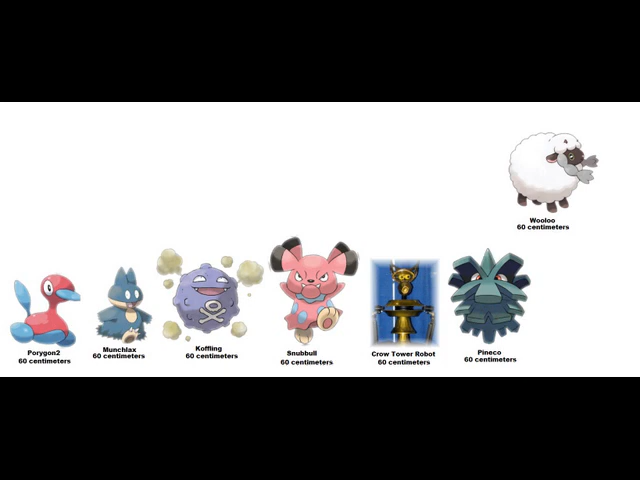 Wooloo
60 centimeters
Porygon2
60 centimeters
Munchlax
60 centimeters
Koffling
60 centimeters
Snubbull
60 centimeters
Crow Tower Robot
60 centimeters
Pineco
60 centimeters